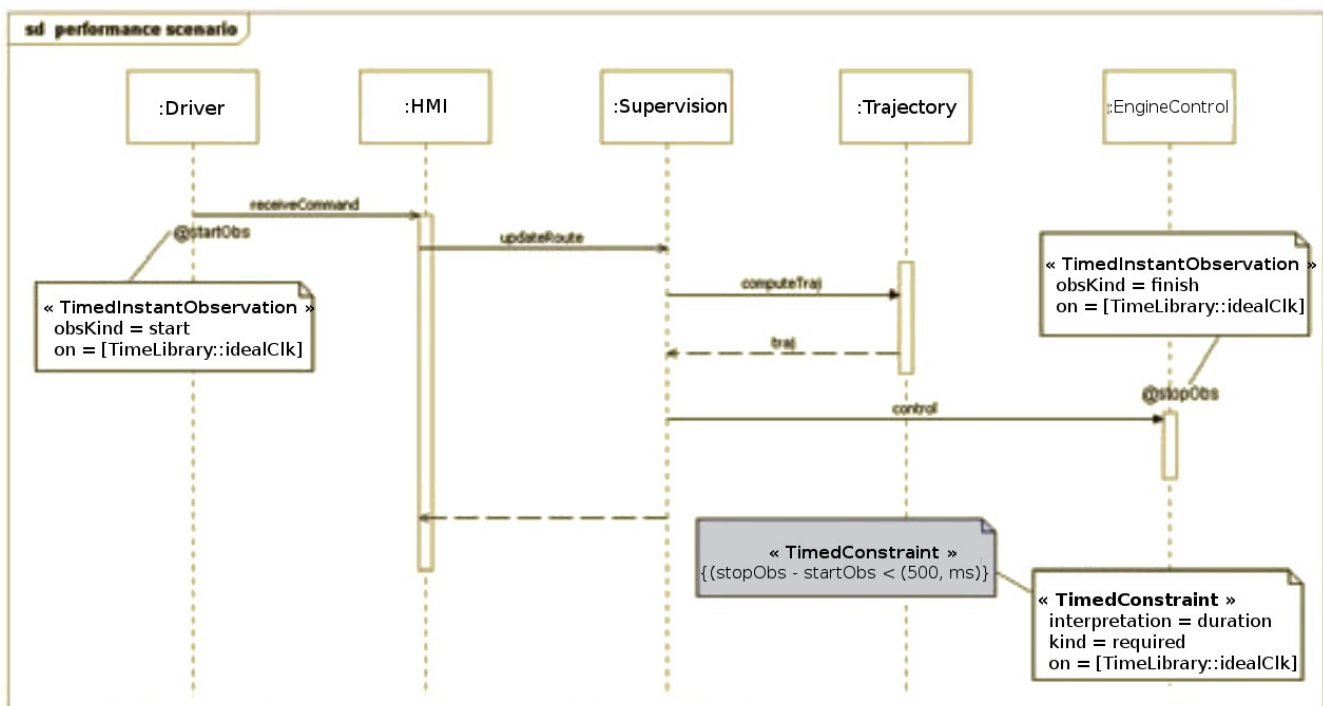 sd performance scenario
:Driver
:HMI
:Supervision
:Trajectory
:EngineControl
receiveCommand
@startObs
updateRoute
« TimedInstantObservation »
obsKind = start
on = [TimeLibrary::idealClk]
« TimedInstantObservation »
obsKind = finish
on = [TimeLibrary::idealClk]
computeTraj
traj
@stopObs
control
« TimedConstraint »
{(stopObs - startObs < (500, ms)}
« TimedConstraint »
interpretation = duration
kind = required
on = [TimeLibrary::idealClk]